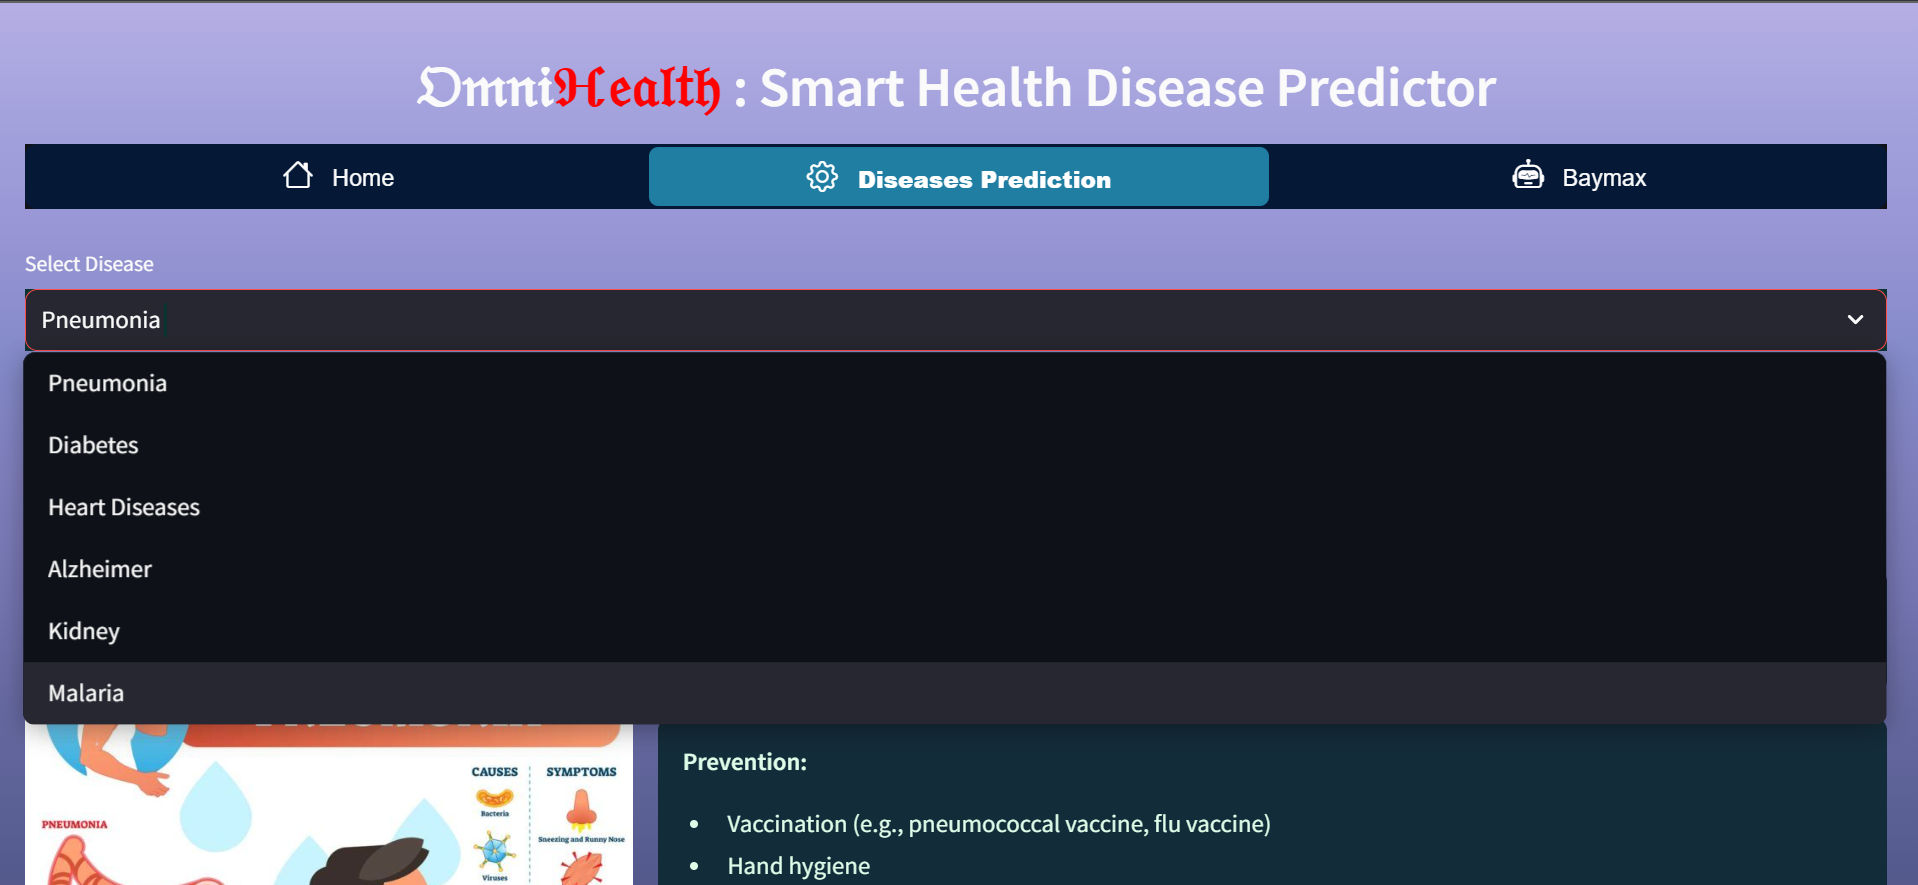 OmniHealth : Smart Health Disease Predictor
Home
Diseases Prediction
Baymax
Select Disease
Pneumonia
Pneumonia
Diabetes
Heart Diseases
Alzheimer
Kidney
Malaria
CAUSES
SYMPTOMS
Bacteria
Sneezing and Runny Nose
Viruses
PNEUMONIA
Prevention:
• Vaccination (e.g., pneumococcal vaccine, flu vaccine)
• Hand hygiene